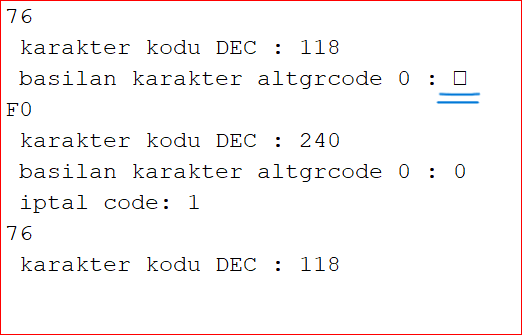 76
karakter kodu DEC : 118
basilan karakter altgrcode 0 : □
F0
karakter kodu DEC : 240
basilan karakter altgrcode 0 : 0
iptal code: 1
76
karakter kodu DEC : 118